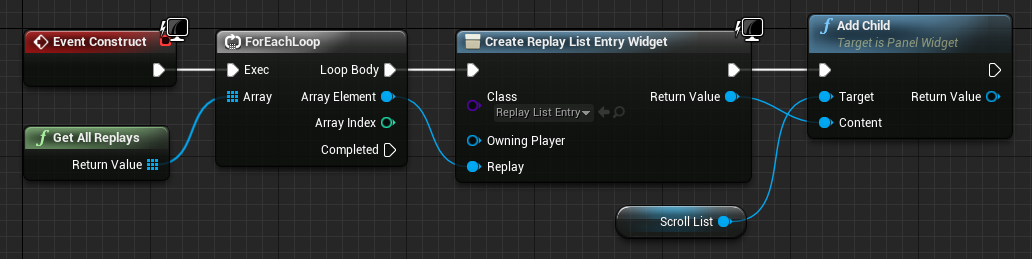 Event Construct
Get All Replays
Return Value
ForEachLoop
Exec
Loop Body
Array
Array Element
Array Index
Completed
Create Replay List Entry Widget
Class
Replay List Entry
Return Value
Owning Player
Replay
Scroll List
f Add Child
Target is Panel Widget
Target
Return Value
Content